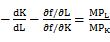 -dK/dL = ∂f/∂L / ∂f/∂K = MP_L / MP_K